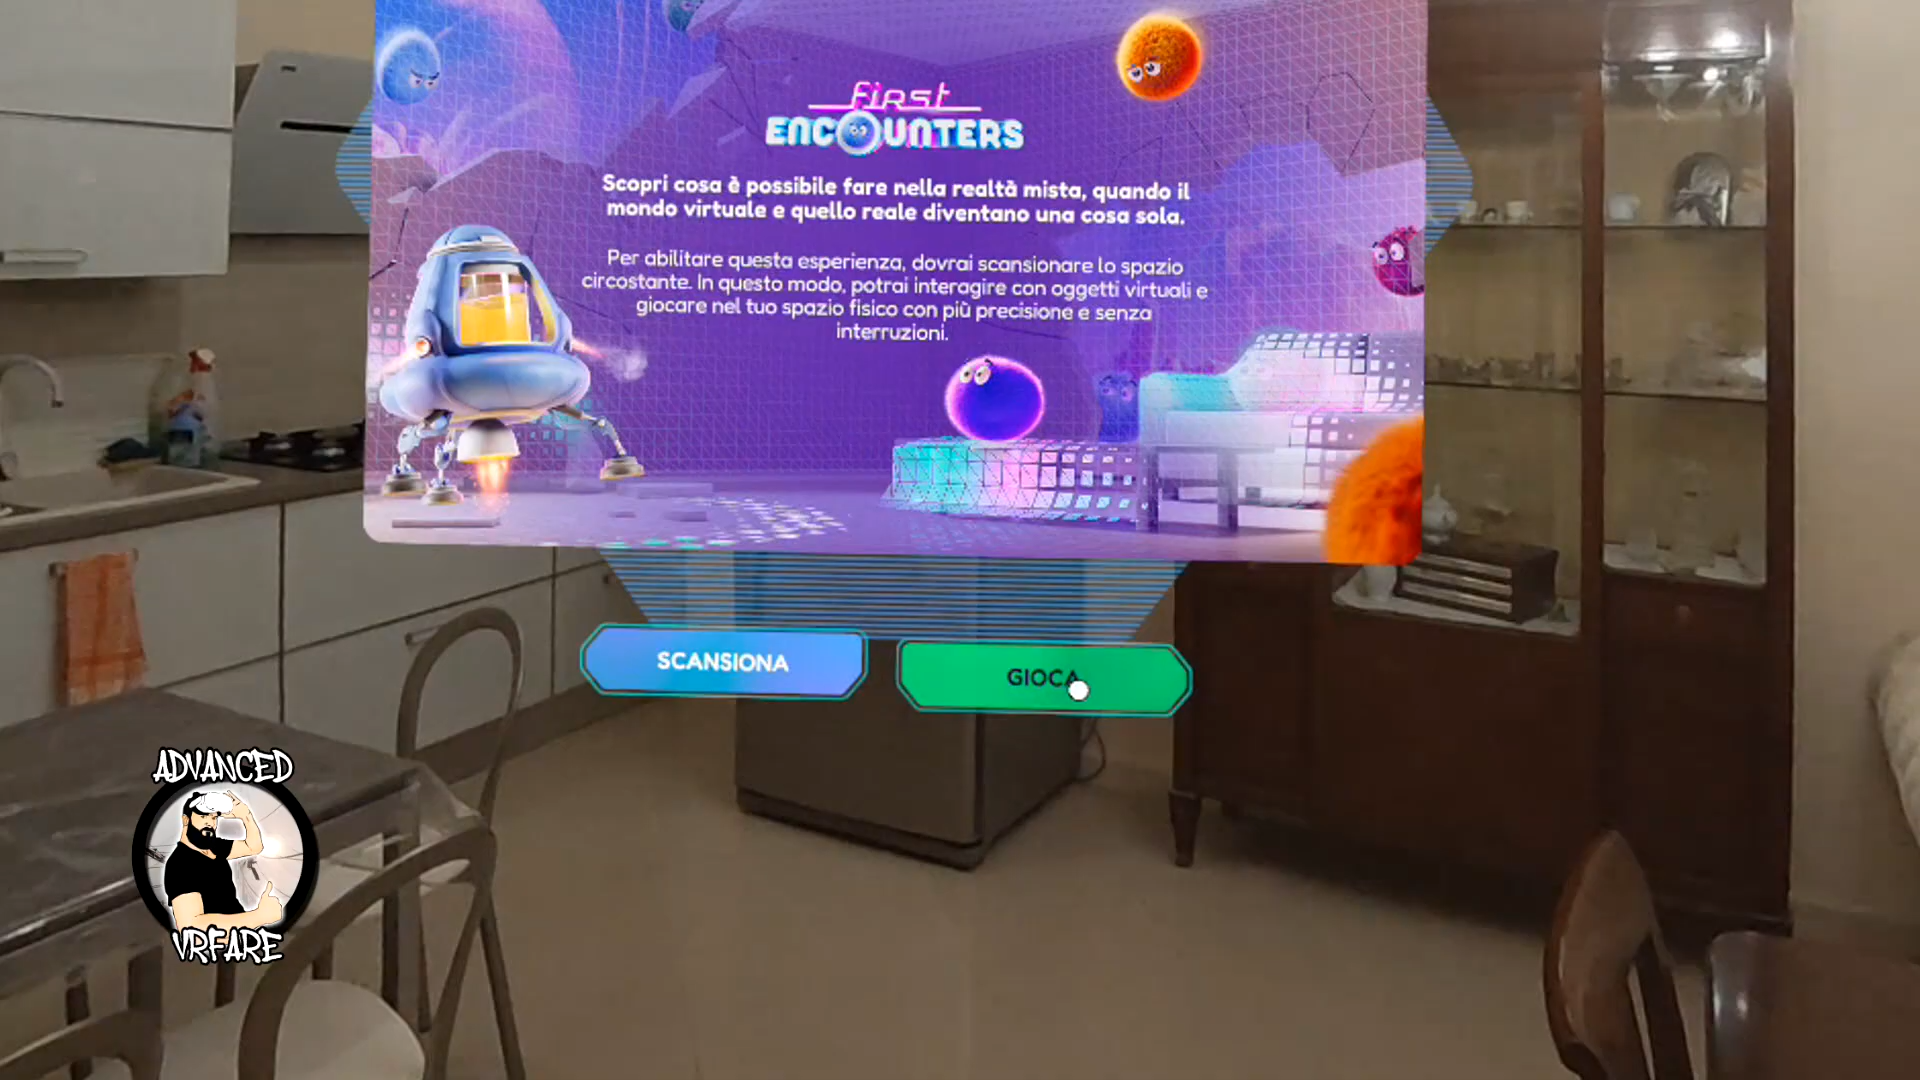 First
ENCOUNTERS
Scopri cosa è possibile fare nella realtà mista, quando il
mondo virtuale e quello reale diventano una cosa sola.
Per abilitare questa esperienza, dovrai scansionare lo spazio
circostante. In questo modo, potrai interagire con oggetti virtuali e
giocare nel tuo spazio fisico con più precisione e senza
interruzioni.
SCANSIONA
GIOCA
ADVANCED
VRFARE